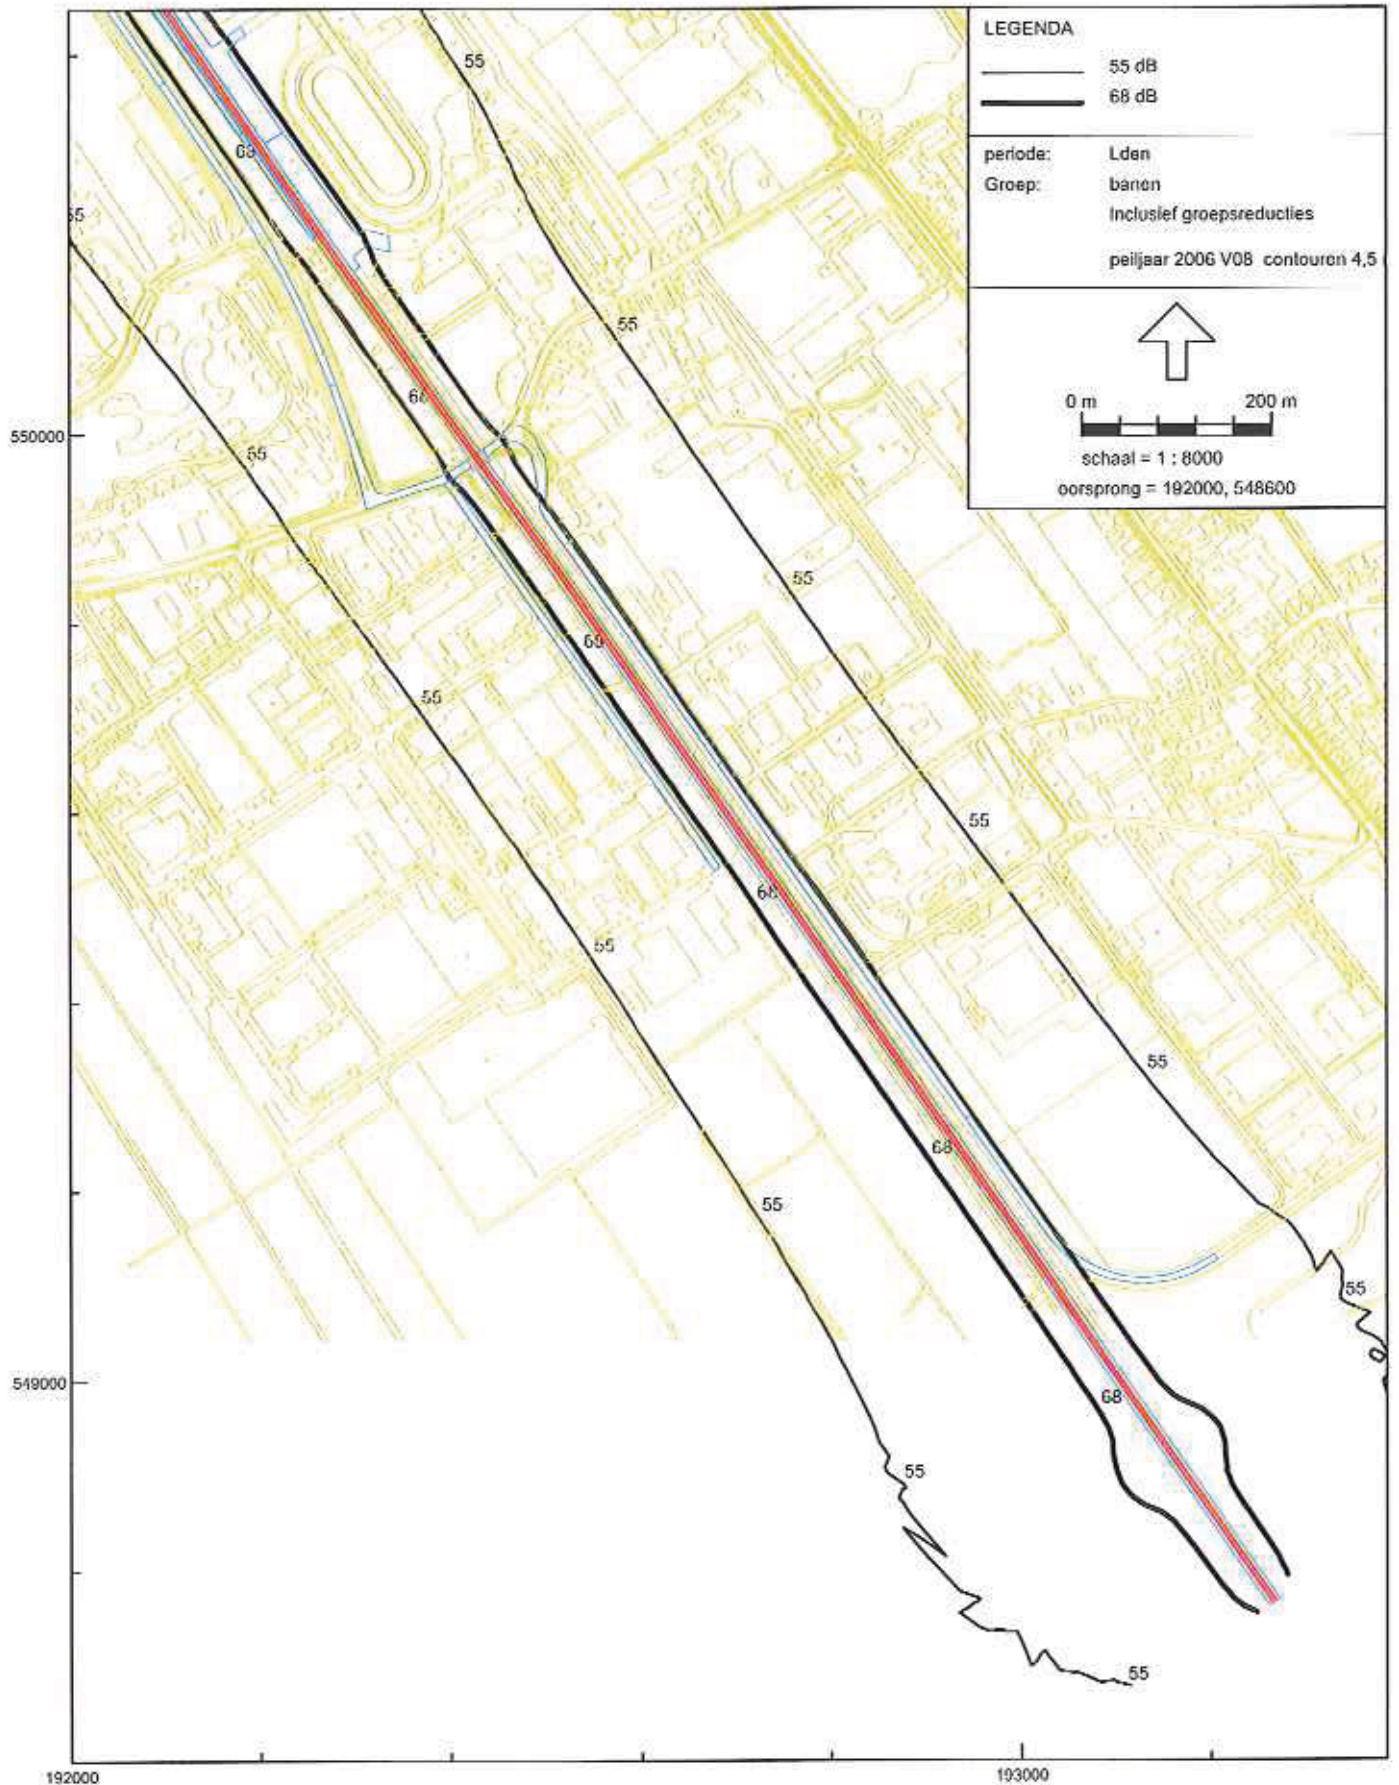 LEGENDA
55 dB
68 dB
periode: Lden
Groep: banen
Inclusief groepsreducties
peiljaar 2006 V08 contouren 4,5
0 m 200 m
schaal = 1 : 8000
oorsprong = 192000, 548600
55
69
55
55
68
550000
55
55
69
55
55
68
55
55
68
55
55
549000
68
55
55
192000
193000